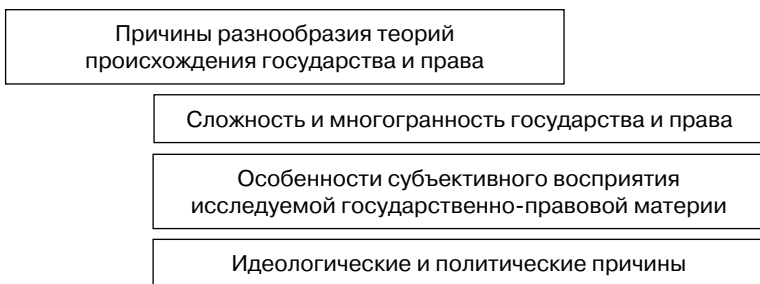 Причины разнообразия теорий
происхождения государства и права
Сложность и многогранность государства и права
Особенности субъективного восприятия
исследуемой государственно-правовой материи
Идеологические и политические причины